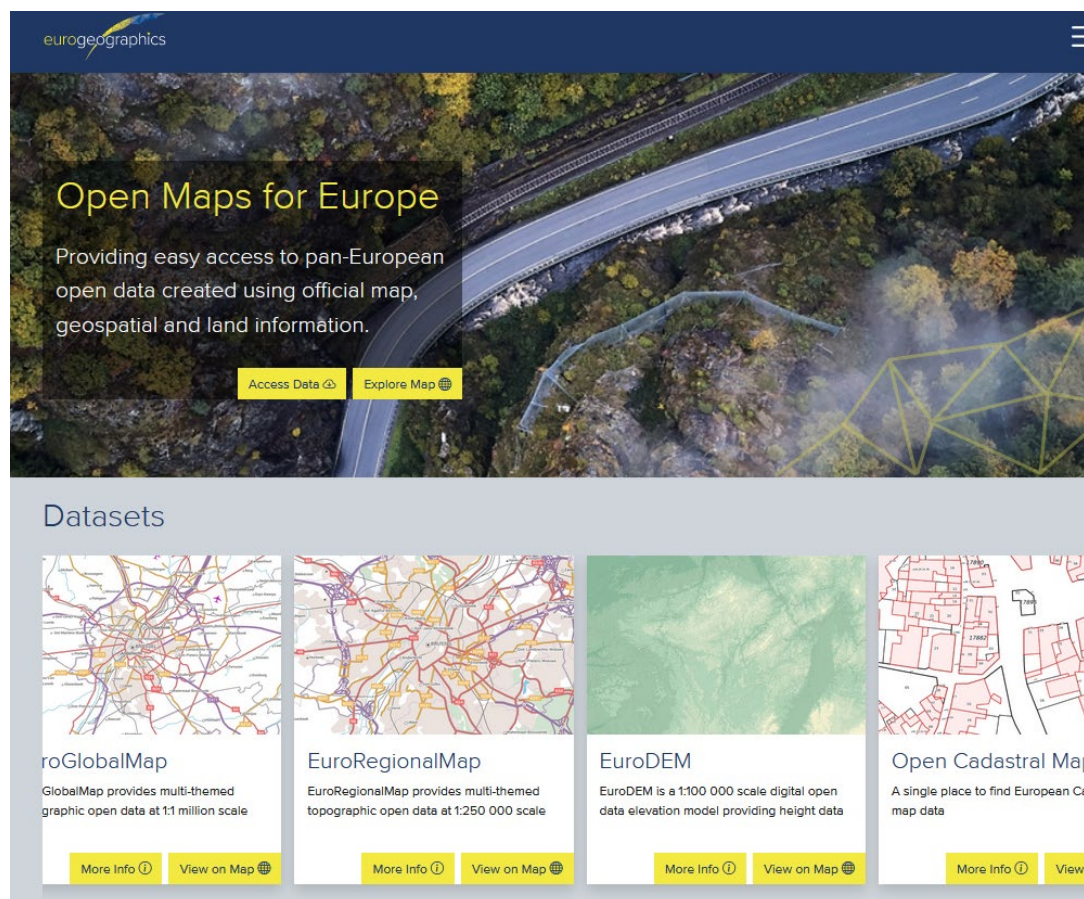 eurogeographics
Open Maps for Europe
Providing easy access to pan-European
open data created using official map,
geospatial and land information.
Access Data
Explore Map
Datasets
roGlobalMap
GlobalMap provides multi-themed
graphic open data at 1:1 million scale
More Info
View on Map
EuroRegionalMap
EuroRegionalMap provides multi-themed
topographic open data at 1:250 000 scale
More Info
View on Map
EuroDEM
EuroDEM is a 1:100 000 scale digital open
data elevation model providing height data
More Info
View on Map
17890
17891
17882
Open Cadastral Map
A single place to find European Ca
map data
More Info
View